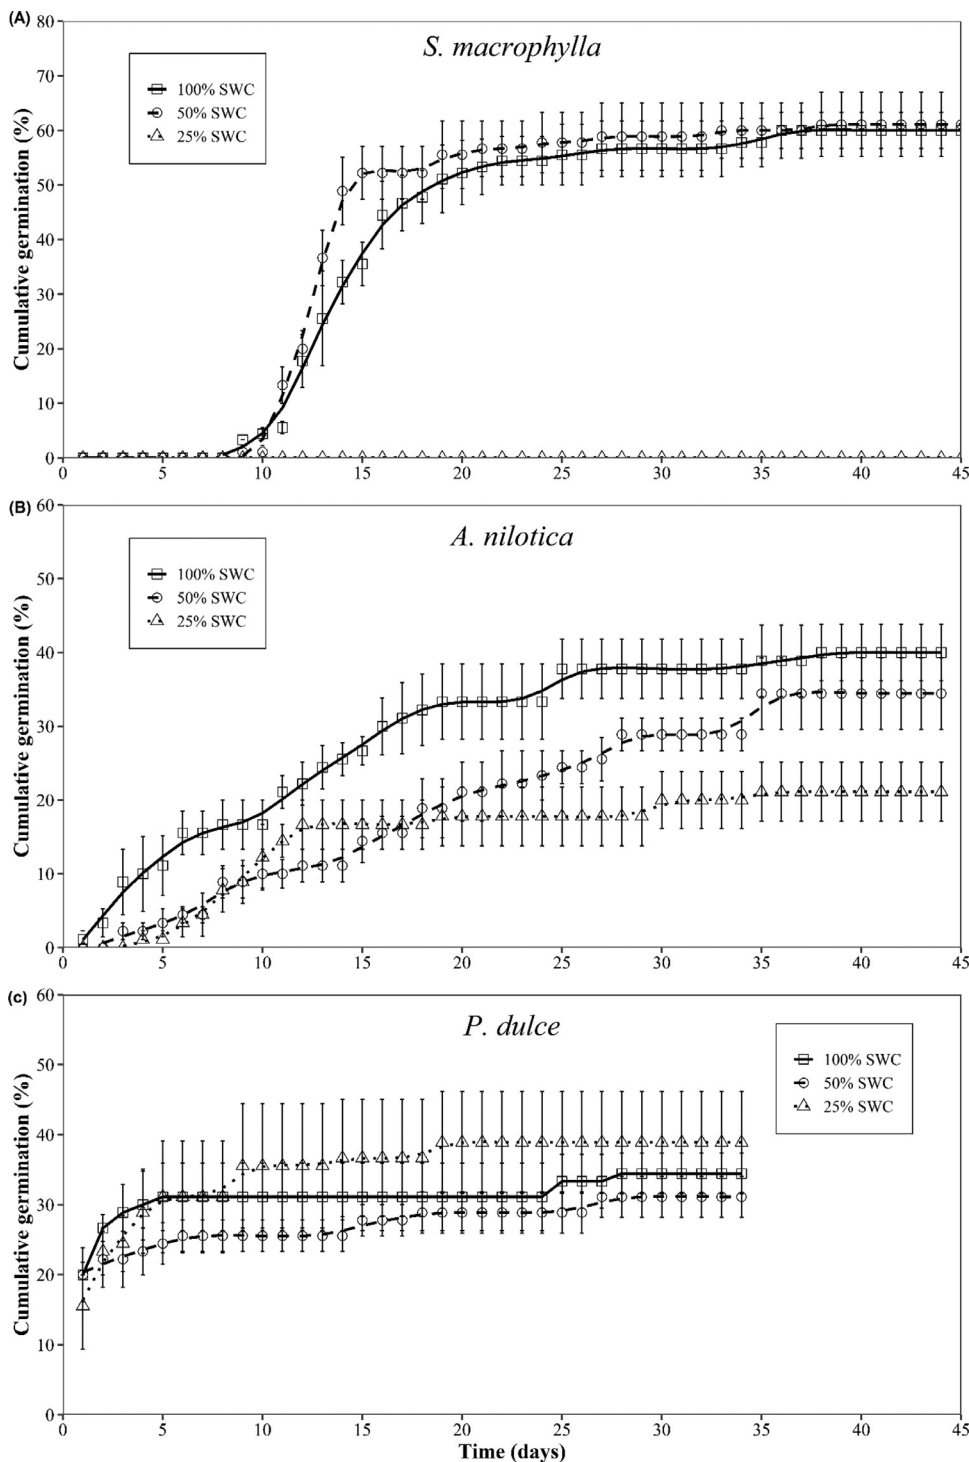 (A)
S. macrophylla
100% SWC
50% SWC
25% SWC
Cumulative germination (%)
80
70
60
50
40
30
20
10
0
0 5 10 15 20 25 30 35 40 45
(B)
A. nilotica
100% SWC
50% SWC
25% SWC
Cumulative germination (%)
60
50
40
30
20
10
0
0 5 10 15 20 25 30 35 40 45
(c)
P. dulce
100% SWC
50% SWC
25% SWC
Cumulative germination (%)
60
50
40
30
20
10
0
0 5 10 15 20 25 30 35 40 45
Time (days)